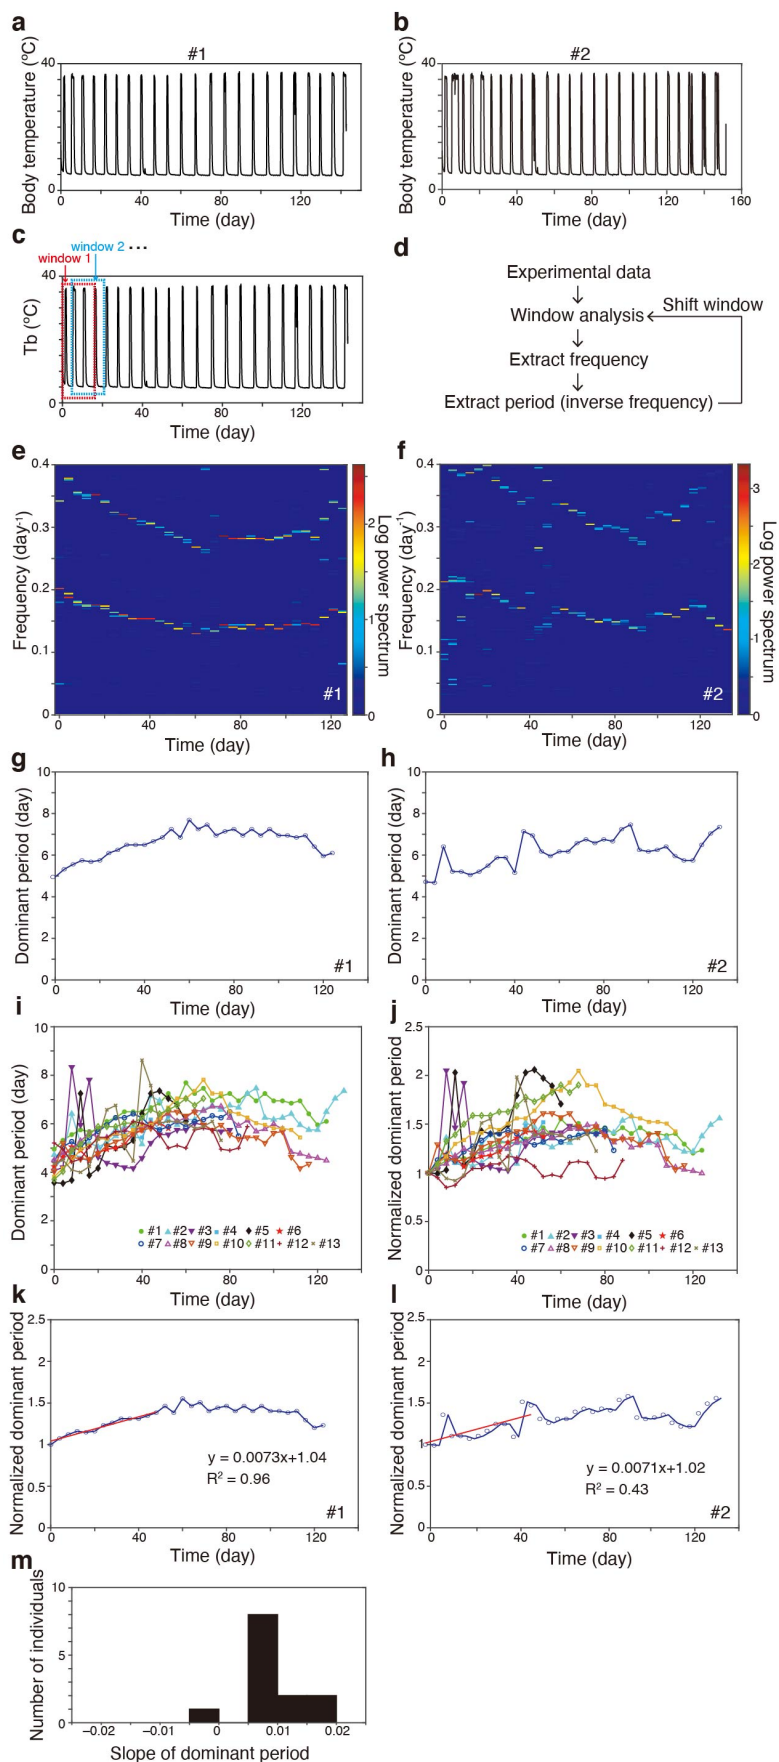 a
b
#1
#2
Body temperature (ºC)
40
0
0 40 80 120
Time (day)
Body temperature (ºC)
40
0
0 40 80 120 160
Time (day)
c
window 2 ...
window 1
Tb (ºC)
40
0
0 40 80 120
Time (day)
d
Experimental data
Window analysis
Shift window
Extract frequency
Extract period (inverse frequency)
e
Frequency (day-1)
0.4
0.3
0.2
0.1
0
#1
0 40 80 120
Time (day)
2
1
0
Log power spectrum
f
Frequency (day-1)
0.4
0.3
0.2
0.1
0
#2
0 40 80 120
Time (day)
3
2
1
0
Log power spectrum
g
Dominant period (day)
10
8
6
4
2
0
#1
0 40 80 120
Time (day)
h
Dominant period (day)
10
8
6
4
2
0
#2
0 40 80 120
Time (day)
i
Dominant period (day)
10
8
6
4
2
0
#1 #2 #3 #4 #5 #6
#7 #8 #9 #10 #11 #12 #13
0 40 80 120
Time (day)
j
Normalized dominant period
2.5
2
1.5
1
0.5
0
#1 #2 #3 #4 #5 #6
#7 #8 #9 #10 #11 #12 #13
0 40 80 120
Time (day)
k
Normalized dominant period
2.5
2
1.5
1
0.5
0
y = 0.0073x+1.04
R2 = 0.96
#1
0 40 80 120
Time (day)
l
Normalized dominant period
2.5
2
1.5
1
0.5
0
y = 0.0071x+1.02
R2 = 0.43
#2
0 40 80 120
Time (day)
m
Number of individuals
10
5
0
−0.02 −0.01 0 0.01 0.02
Slope of dominant period